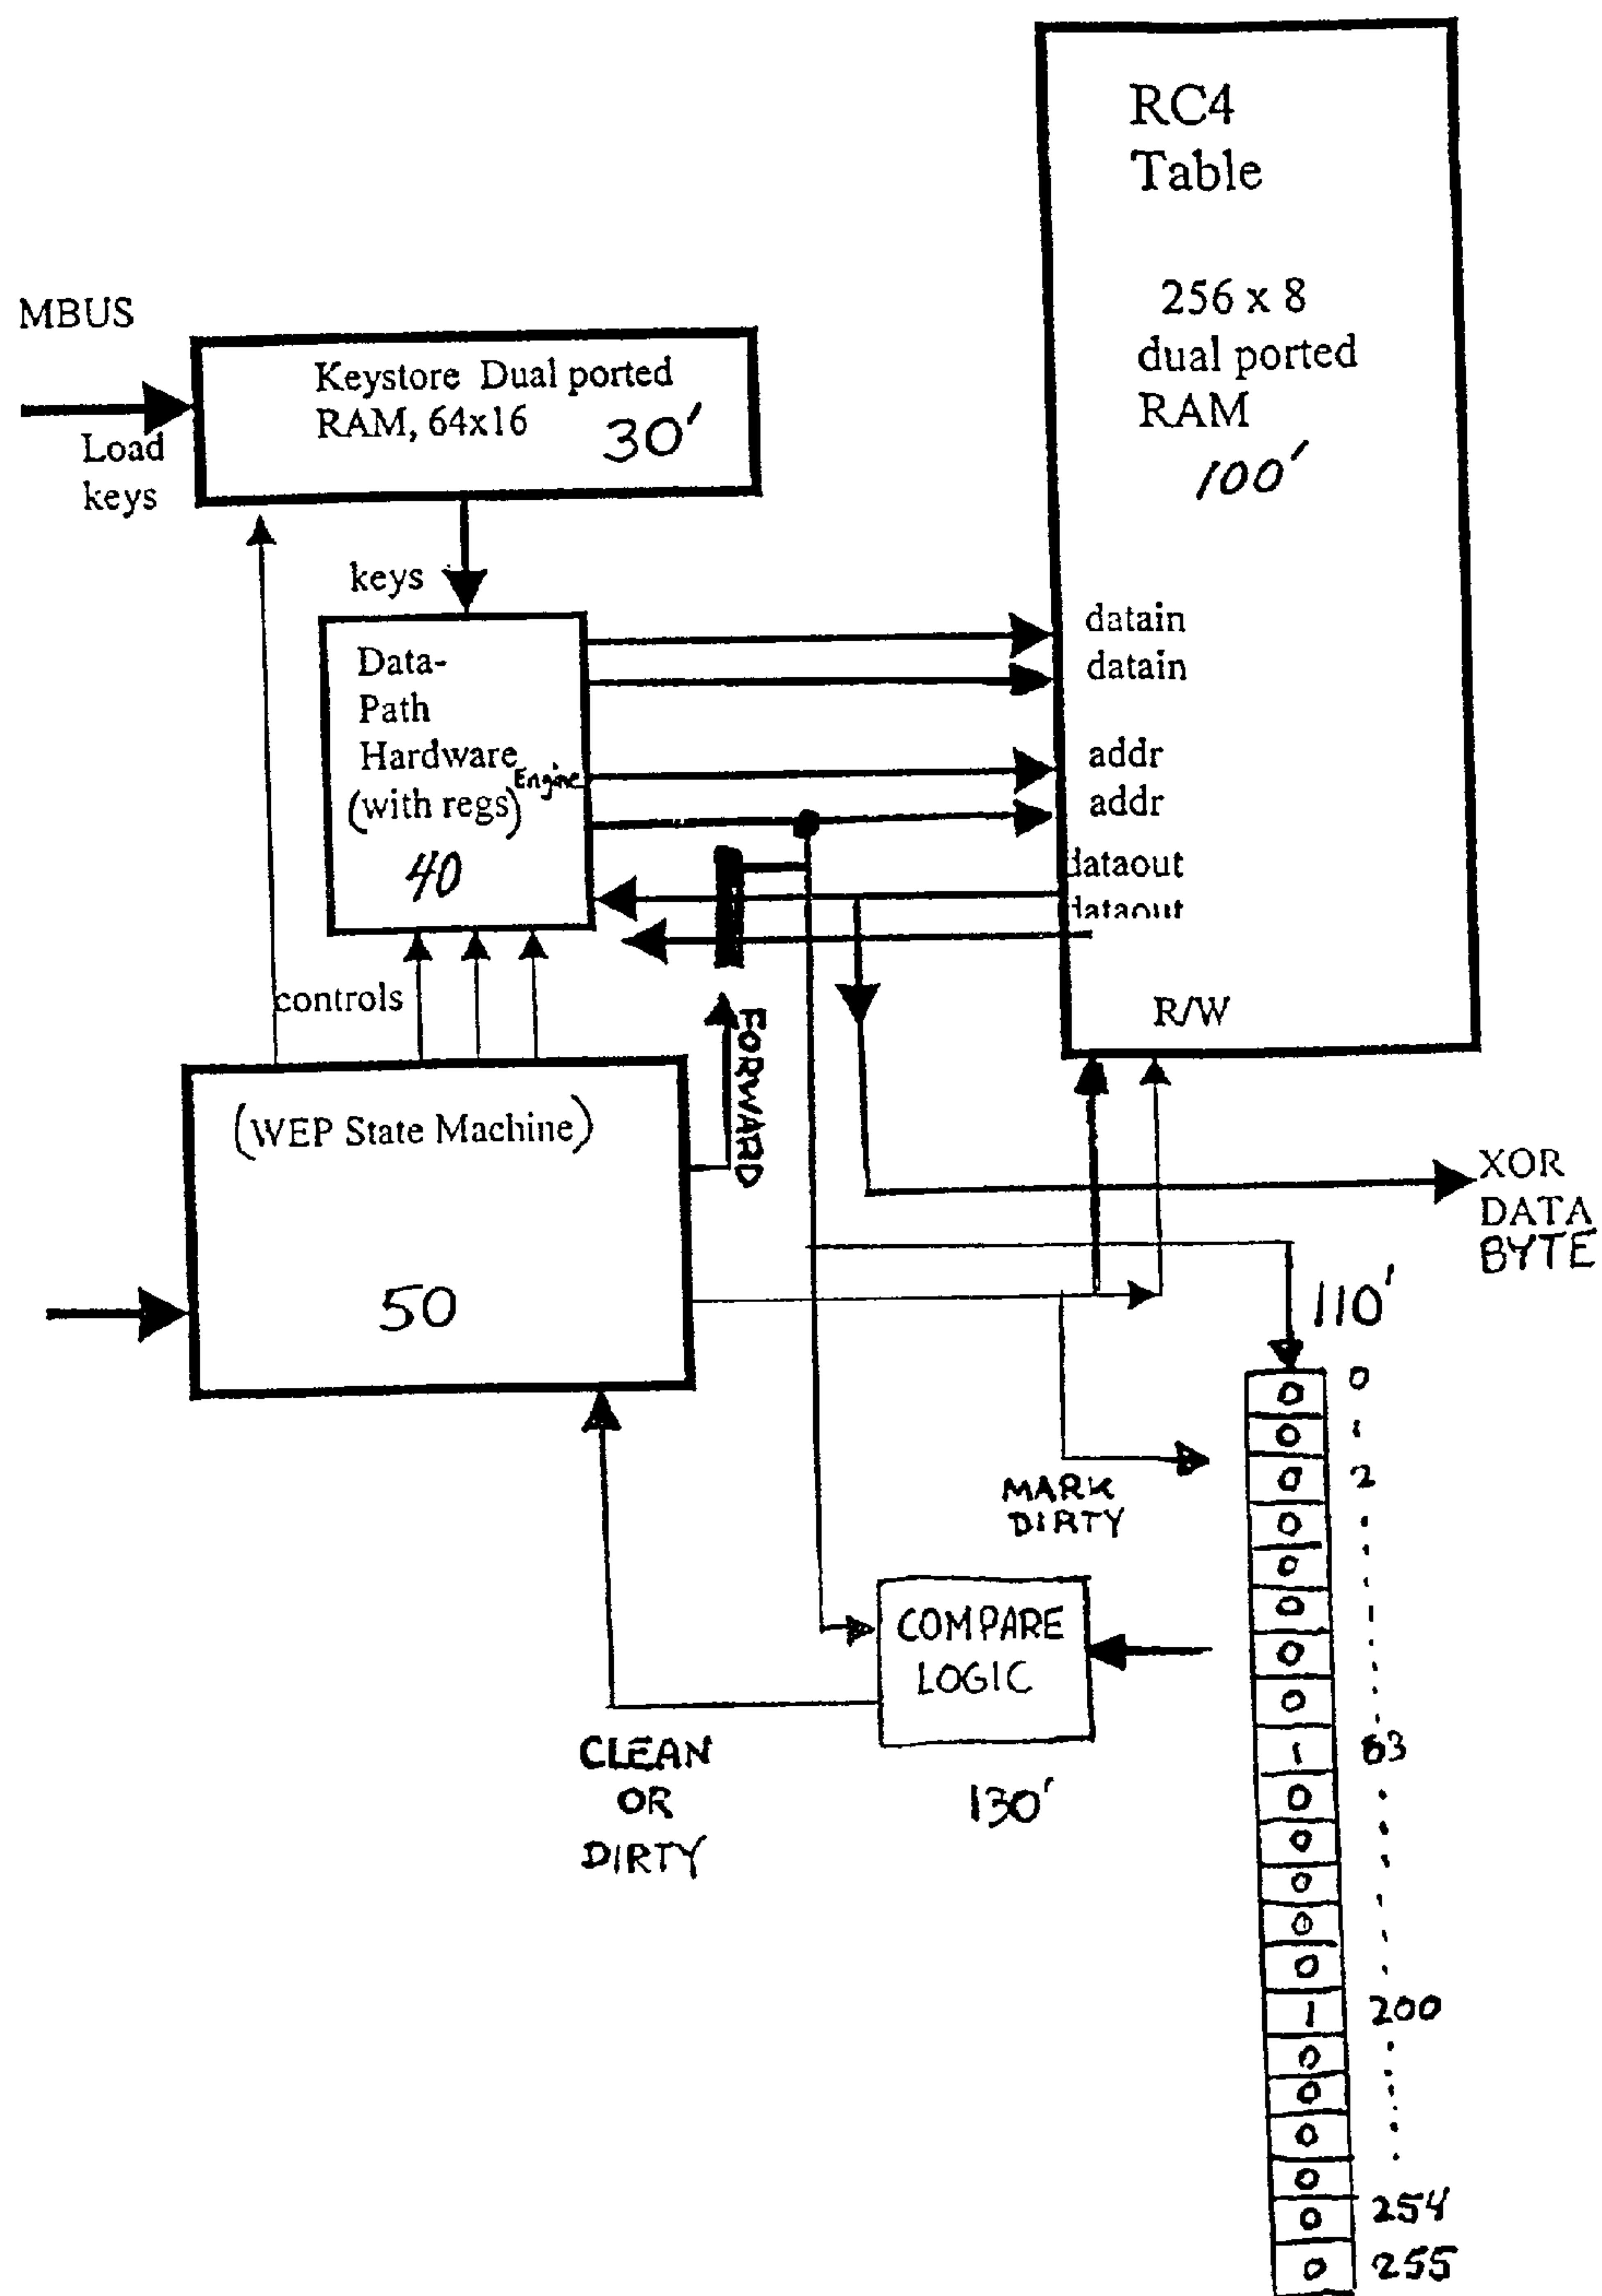 RC4
Table
256 x 8
dual ported
RAM
100'
MBUS
Load
keys
Keystore Dual ported
RAM, 64x16
30'
keys
Data-
Path
Hardware
Engine
(with regs)
40
datain
datain
addr
addr
dataout
dataout
R/W
controls
FORWARD
(WEP State Machine)
50
XOR
DATA
BYTE
110'
MARK
DIRTY
COMPARE
LOGIC
130'
CLEAN
OR
DIRTY
0 0
0 1
0 2
0
0
0
0
0
1
0
0
0
0
0
1 200
0
0
0
0
0 254
0 255